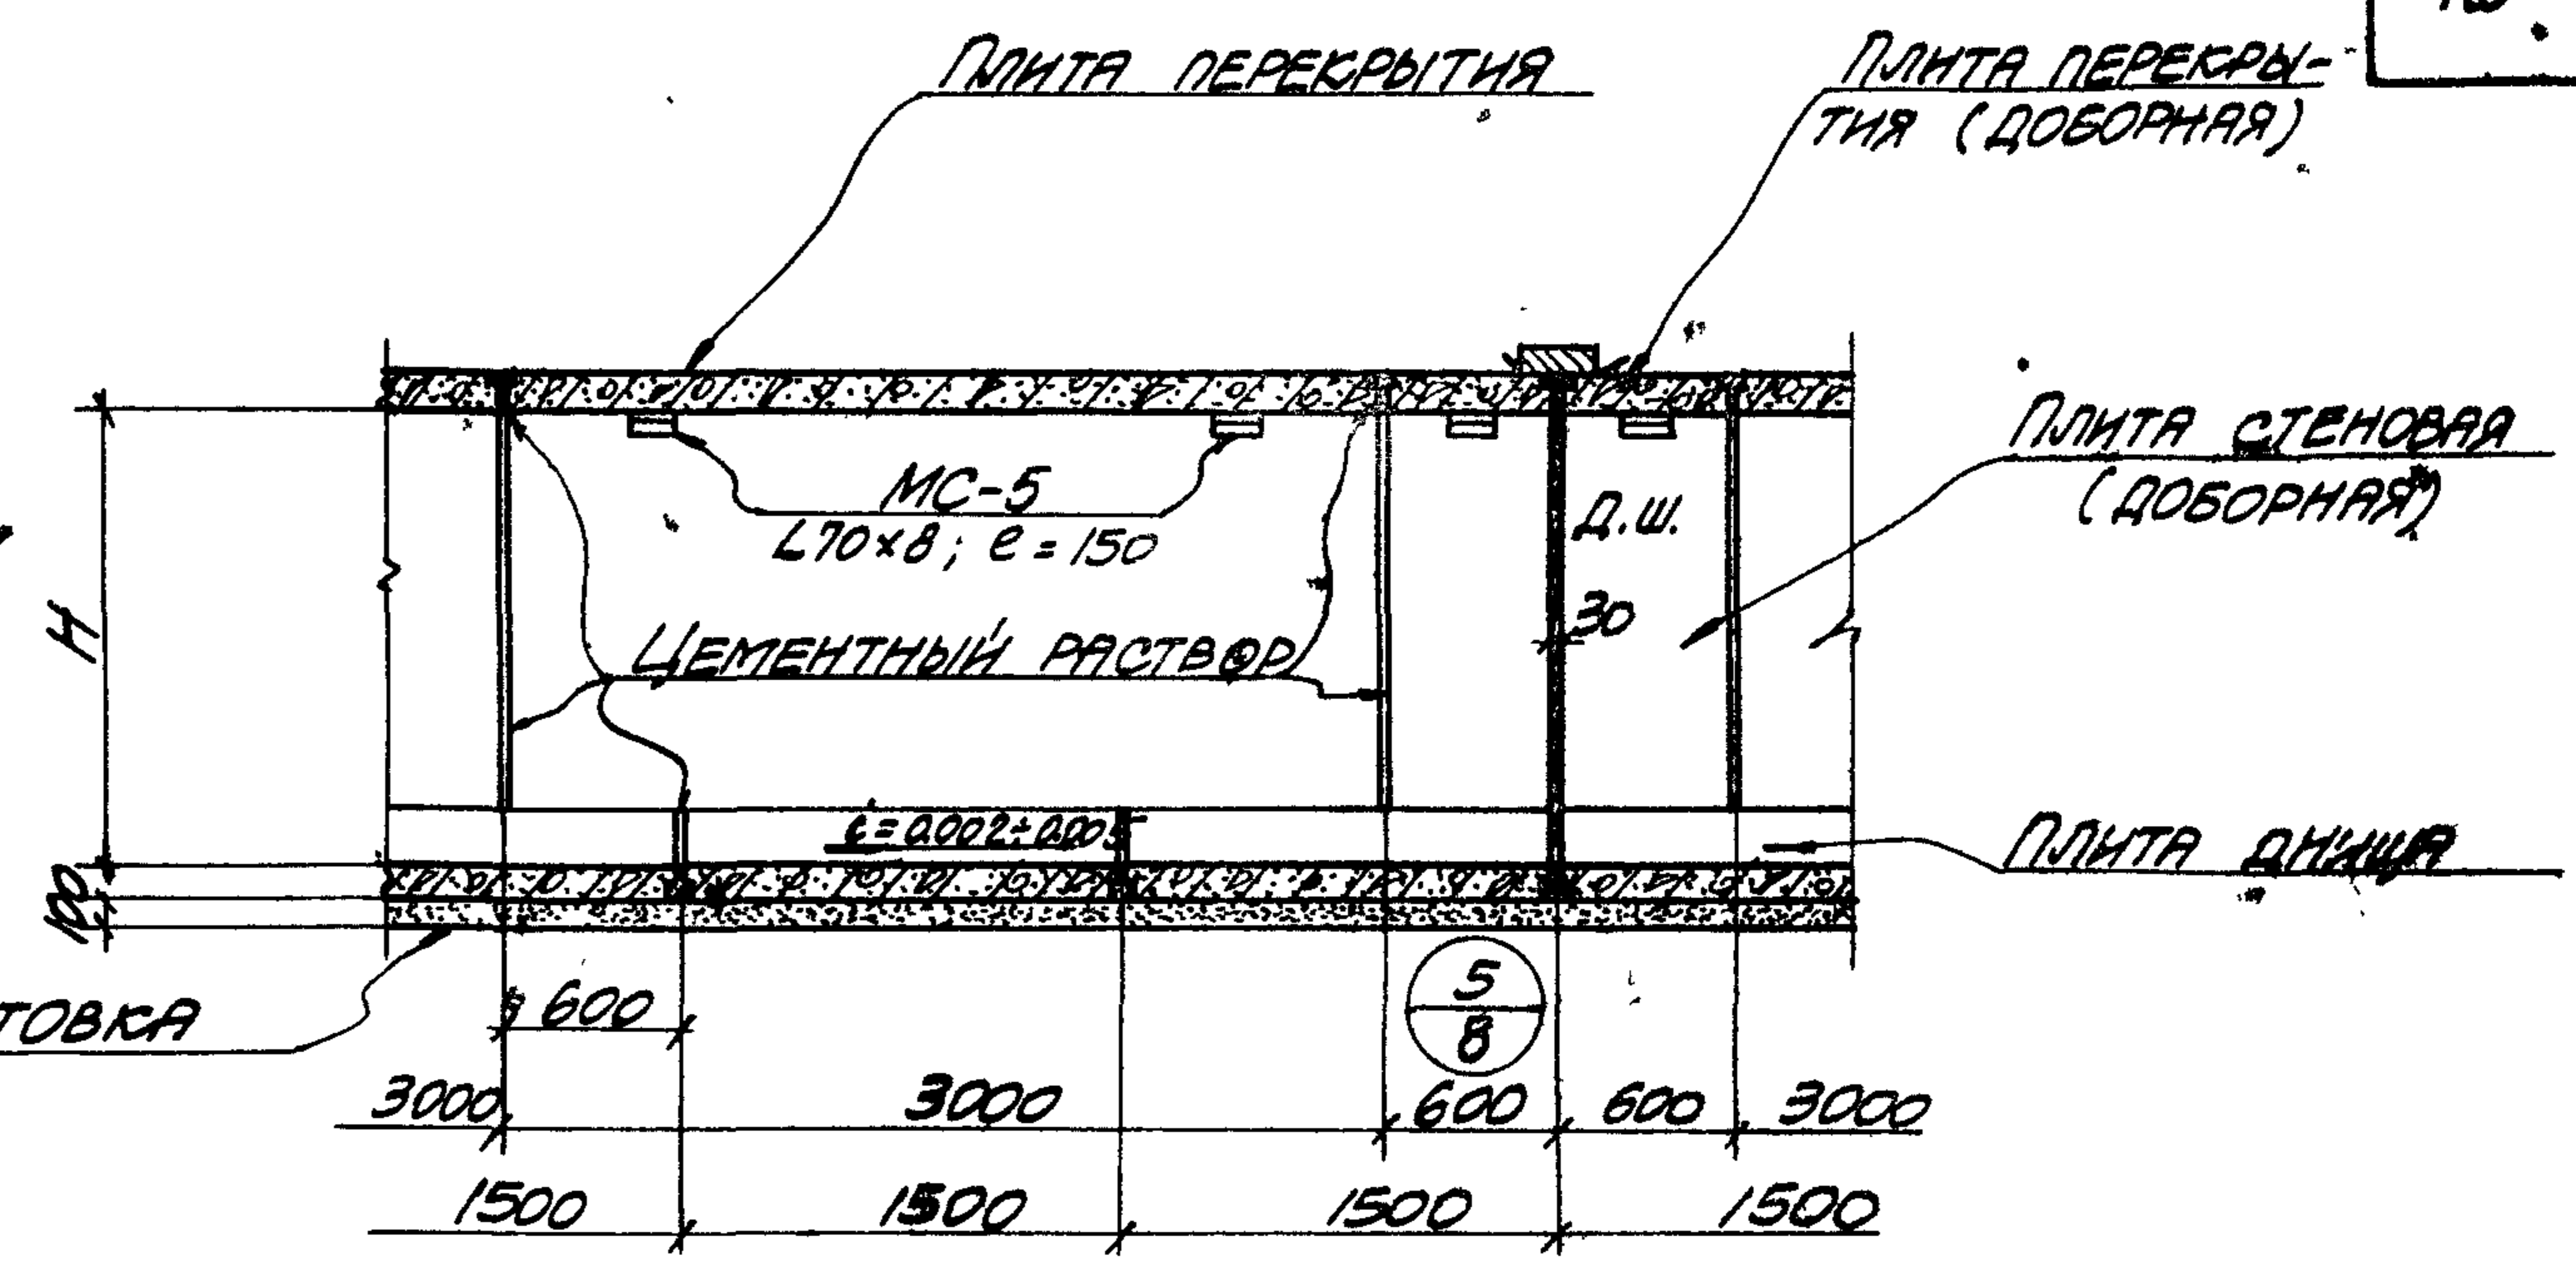 Плита перекрытия
Плита перекры-
тия (доборная)
Плита стеновая
(доборная)
МС-5
L70×8; e = 150
Д.Ш.
30
H
Цементный раствор
i = 0.002÷0.005
Плита днища
100
товка
600
5
8
3000 3000 600 600 3000
1500 1500 1500 1500